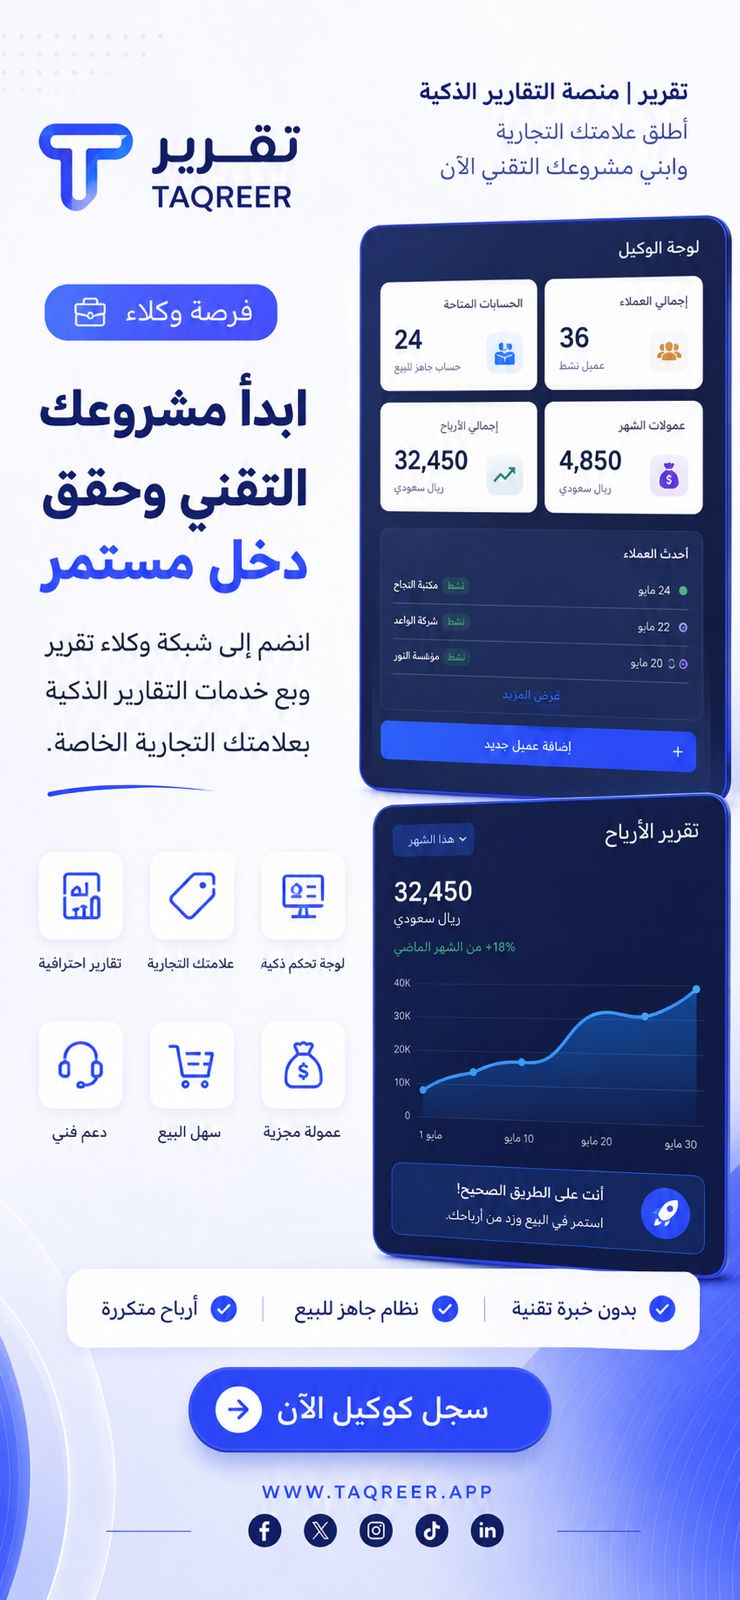 تقرير | منصة التقارير الذكية
أطلق علامتك التجارية
وابني مشروعك التقني الآن
تقرير
TAQREER
فرصة وكلاء
ابدأ مشروعك
التقني وحقق
دخل مستمر
انضم إلى شبكة وكلاء تقرير
وبع خدمات التقارير الذكية
بعلامتك التجارية الخاصة.
لوحة الوكيل
إجمالي العملاء
36
عميل نشط
الحسابات المتاحة
24
حساب جاهز للبيع
عمولات الشهر
4,850
ريال سعودي
إجمالي الأرباح
32,450
ريال سعودي
أحدث العملاء
24 مايو نشط مكتبة النجاح
22 مايو نشط شركة الواعد
20 مايو نشط مؤسسة النور
عرض المزيد
+ إضافة عميل جديد
لوحة تحكم ذكية
علامتك التجارية
تقارير احترافية
عمولة مجزية
سهل البيع
دعم فني
تقرير الأرباح
هذا الشهر
32,450
ريال سعودي
+18% من الشهر الماضي
40K
30K
20K
10K
0
1 مايو
10 مايو
20 مايو
30 مايو
أنت على الطريق الصحيح!
استمر في البيع وزد من أرباحك.
بدون خبرة تقنية
نظام جاهز للبيع
أرباح متكررة
سجل كوكيل الآن
WWW.TAQREER.APP